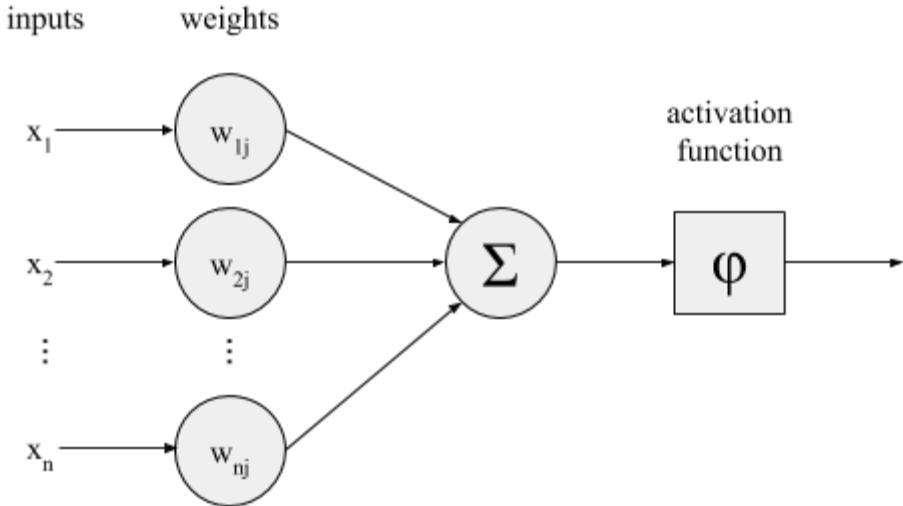 inputs weights
x₁ w₁ⱼ
activation
function
x₂ w₂ⱼ Σ φ
⋮ ⋮
xₙ wₙⱼ